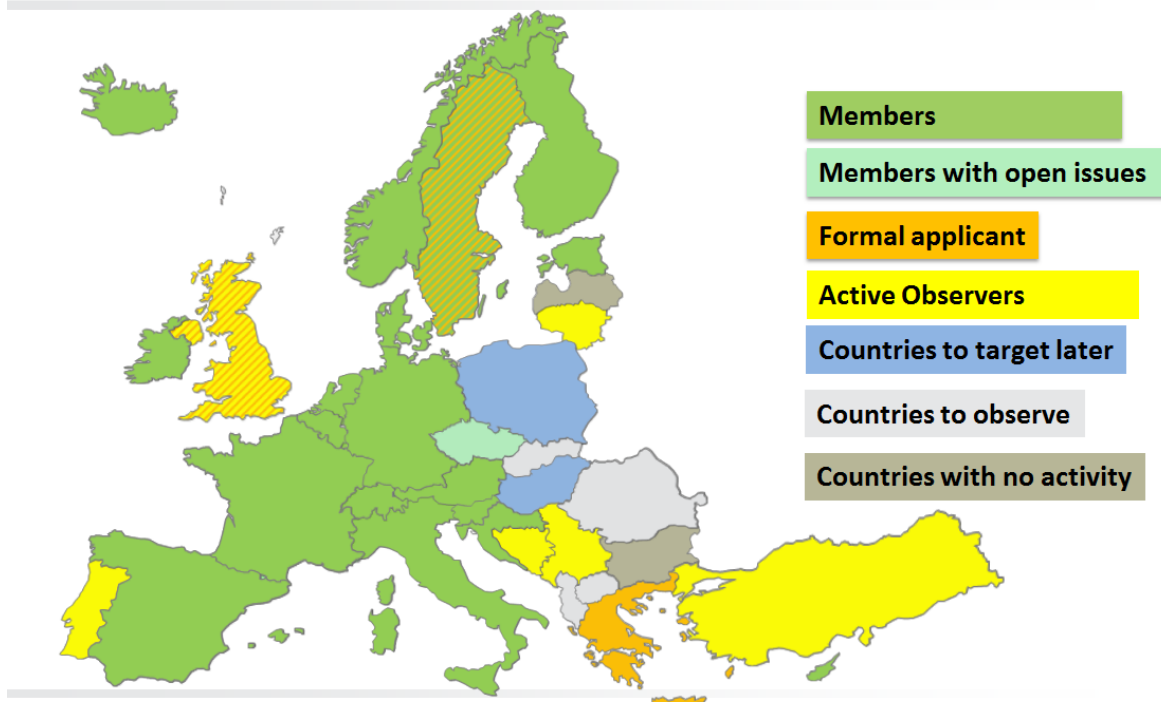 Members
Members with open issues
Formal applicant
Active Observers
Countries to target later
Countries to observe
Countries with no activity